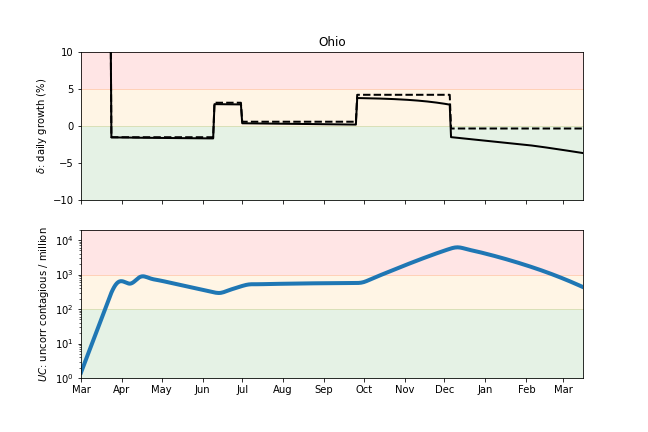 Ohio
δ: daily growth (%)
10
5
0
−5
−10
UC: uncorr contagious / million
10⁴
10³
10²
10¹
10⁰
Mar Apr May Jun Jul Aug Sep Oct Nov Dec Jan Feb Mar